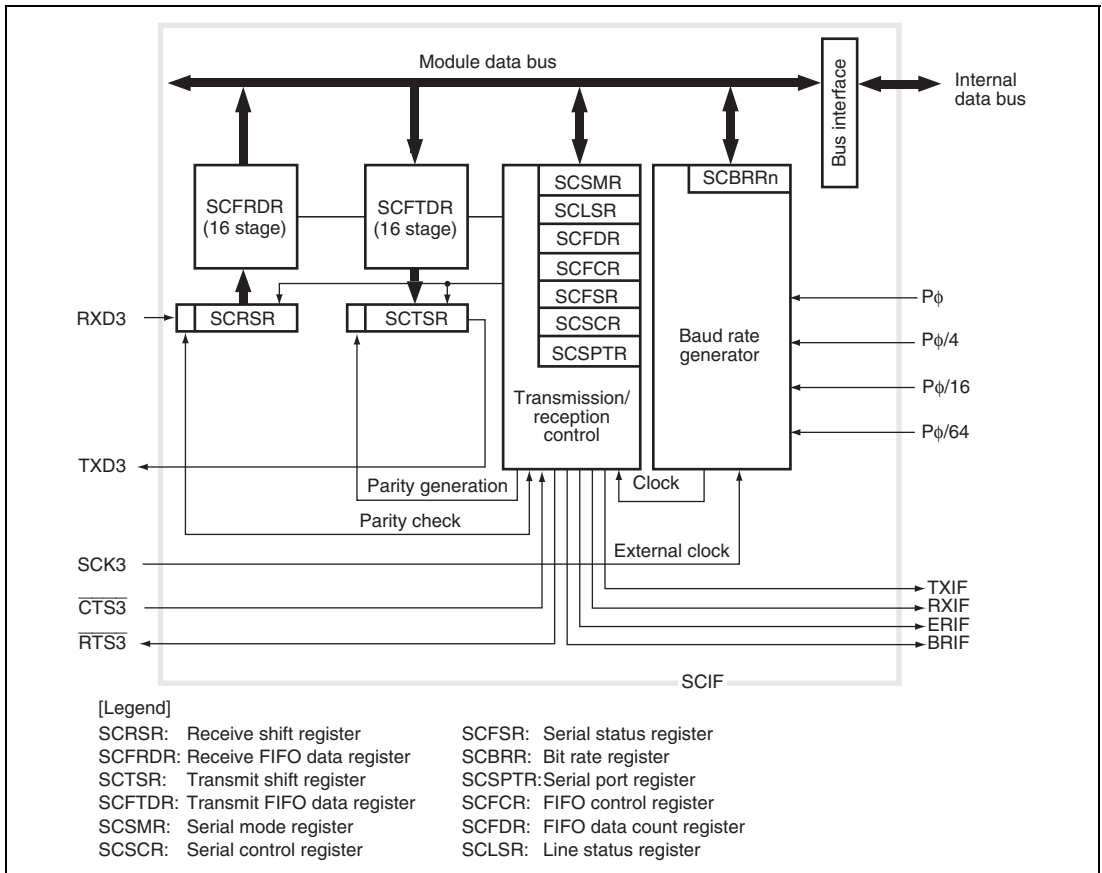 Module data bus
Bus interface
Internal
data bus
SCFRDR
(16 stage)
SCFTDR
(16 stage)
SCSMR
SCLSR
SCFDR
SCFCR
SCFSR
SCSCR
SCSPTR
Transmission/
reception
control
SCBRRn
Baud rate
generator
RXD3
SCRSR
SCTSR
Pϕ
Pϕ/4
Pϕ/16
Pϕ/64
TXD3
Parity generation
Clock
Parity check
SCK3
External clock
CTS3
RTS3
TXIF
RXIF
ERIF
BRIF
SCIF
[Legend]
SCRSR: Receive shift register
SCFRDR: Receive FIFO data register
SCTSR: Transmit shift register
SCFTDR: Transmit FIFO data register
SCSMR: Serial mode register
SCSCR: Serial control register
SCFSR: Serial status register
SCBRR: Bit rate register
SCSPTR:Serial port register
SCFCR: FIFO control register
SCFDR: FIFO data count register
SCLSR: Line status register